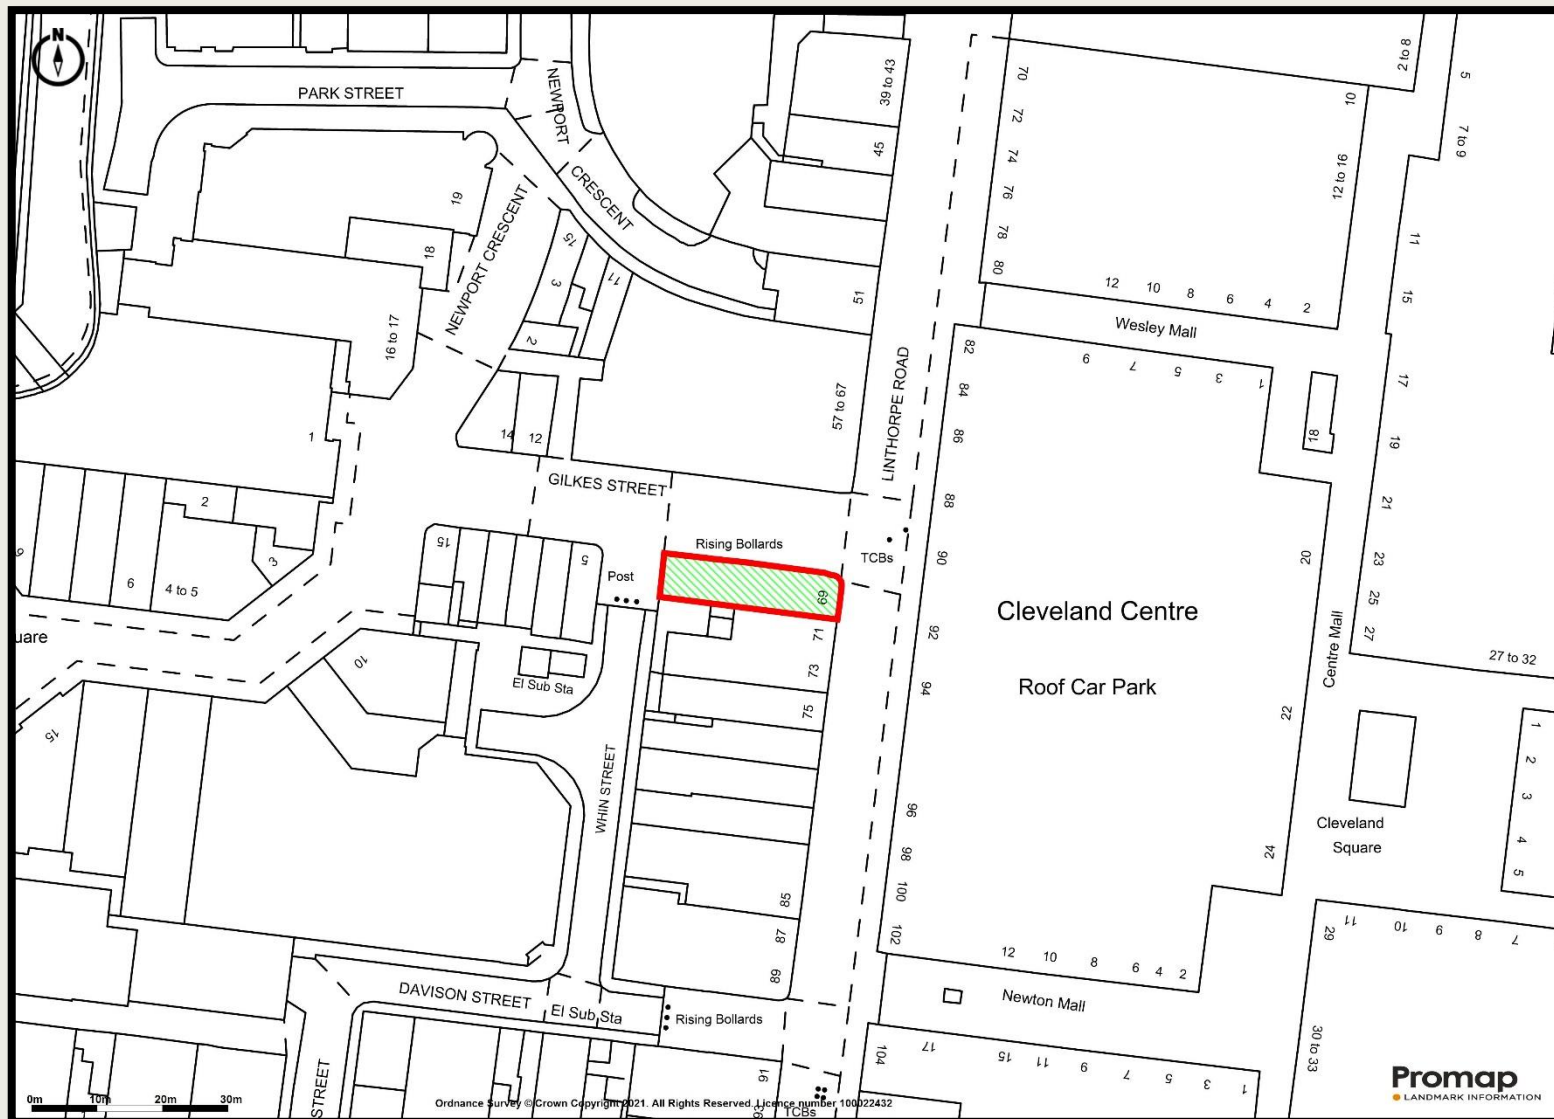 N
PARK STREET
NEWPORT
CRESCENT
NEWPORT CRESCENT
19
18
16 to 17
15
3
11
2
14
12
1
39 to 43
45
51
57 to 67
LINTHORPE ROAD
70
72
74
76
78
80
10
12 to 16
2 to 8
5
7 to 9
11
15
17
19
21
23
25
27
12
10
8
6
4
2
Wesley Mall
82
84
86
88
90
92
94
96
98
100
102
9
7
5
3
1
18
20
22
24
Centre Mall
27 to 32
GILKES STREET
Rising Bollards
TCBs
69
71
73
75
85
87
89
Post
15
5
2
3
6
4 to 5
uare
10
El Sub Sta
15
WHIN STREET
Cleveland Centre
Roof Car Park
Cleveland
Square
1
2
3
4
5
29
11
10
9
8
7
30 to 33
12
10
8
6
4
2
Newton Mall
104
17
15
11
9
7
5
3
1
DAVISON STREET
El Sub Sta
Rising Bollards
91
93
TCBs
STREET
0m
10m
20m
30m
Ordnance Survey © Crown Copyright 2021. All Rights Reserved. Licence number 100022432
Promap
LANDMARK INFORMATION